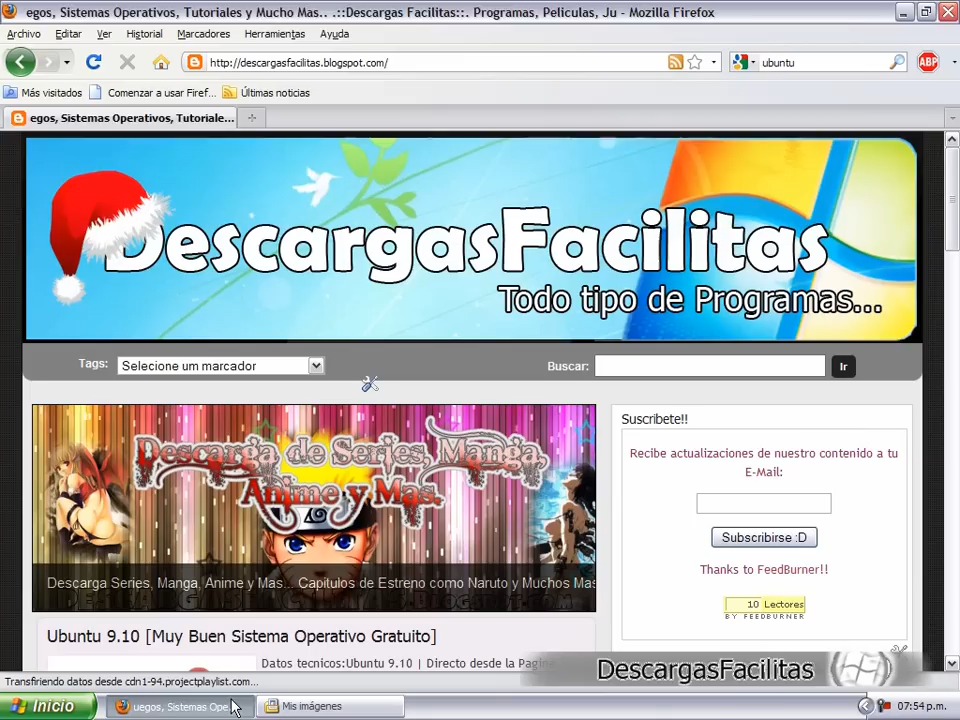 egos, Sistemas Operativos, Tutoriales y Mucho Mas.. .::Descargas Facilitas::. Programas, Peliculas, Ju - Mozilla Firefox
Archivo Editar Ver Historial Marcadores Herramientas Ayuda
http://descargasfacilitas.blogspot.com/
ubuntu
ABP
Más visitados Comenzar a usar Firef... Últimas noticias
egos, Sistemas Operativos, Tutoriale...
DescargasFacilitas
Todo tipo de Programas...
Tags: Selecione um marcador Buscar: Ir
Descarga de Series, Manga,
Anime y Mas.
Descarga Series, Manga, Anime y Mas... Capitulos de Estreno como Naruto y Muchos Mas
Suscribete!!
Recibe actualizaciones de nuestro contenido a tu
E-Mail:
Subscribirse :D
Thanks to FeedBurner!!
10 Lectores
BY FEEDBURNER
Ubuntu 9.10 [Muy Buen Sistema Operativo Gratuito]
Datos tecnicos:Ubuntu 9.10 | Directo desde la Pagina
DescargasFacilitas
Transfiriendo datos desde cdn1-94.projectplaylist.com...
Inicio
uegos, Sistemas Ope
Mis imágenes
07:54 p.m.